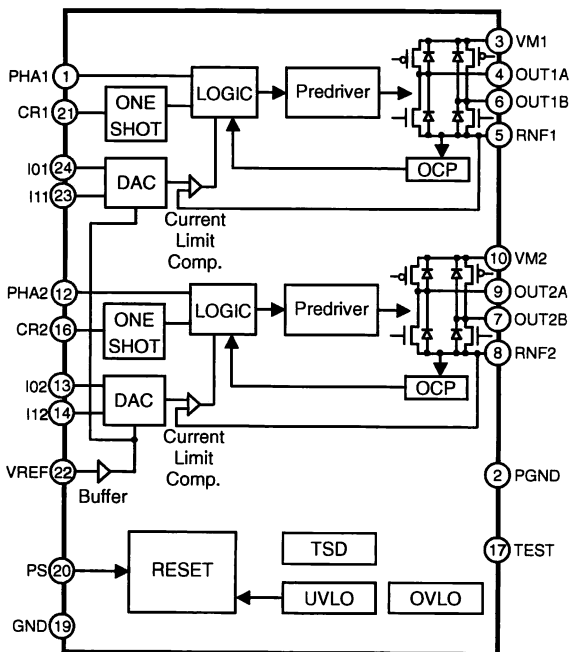 PHA1 1
CR1 21
ONE
SHOT
LOGIC
Predriver
3 VM1
4 OUT1A
6 OUT1B
5 RNF1
OCP
I01 24
I11 23
DAC
Current
Limit
Comp.
PHA2 12
CR2 16
ONE
SHOT
LOGIC
Predriver
10 VM2
9 OUT2A
7 OUT2B
8 RNF2
OCP
I02 13
I12 14
DAC
Current
Limit
Comp.
VREF 22
Buffer
2 PGND
17 TEST
PS 20
RESET
TSD
UVLO
OVLO
GND 19